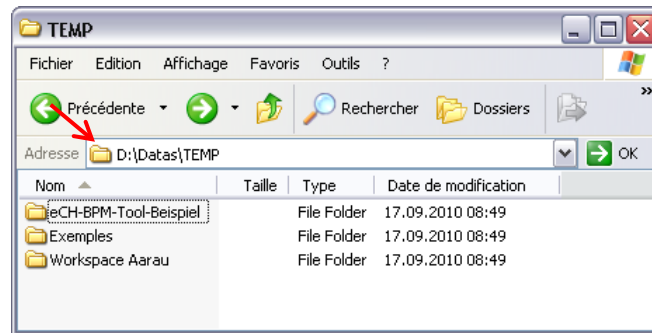 TEMP
Fichier Edition Affichage Favoris Outils ?
Précédente Rechercher Dossiers »
Adresse D:\Datas\TEMP OK
Nom Taille Type Date de modification
eCH-BPM-Tool-Beispiel File Folder 17.09.2010 08:49
Exemples File Folder 17.09.2010 08:49
Workspace Aarau File Folder 17.09.2010 08:49